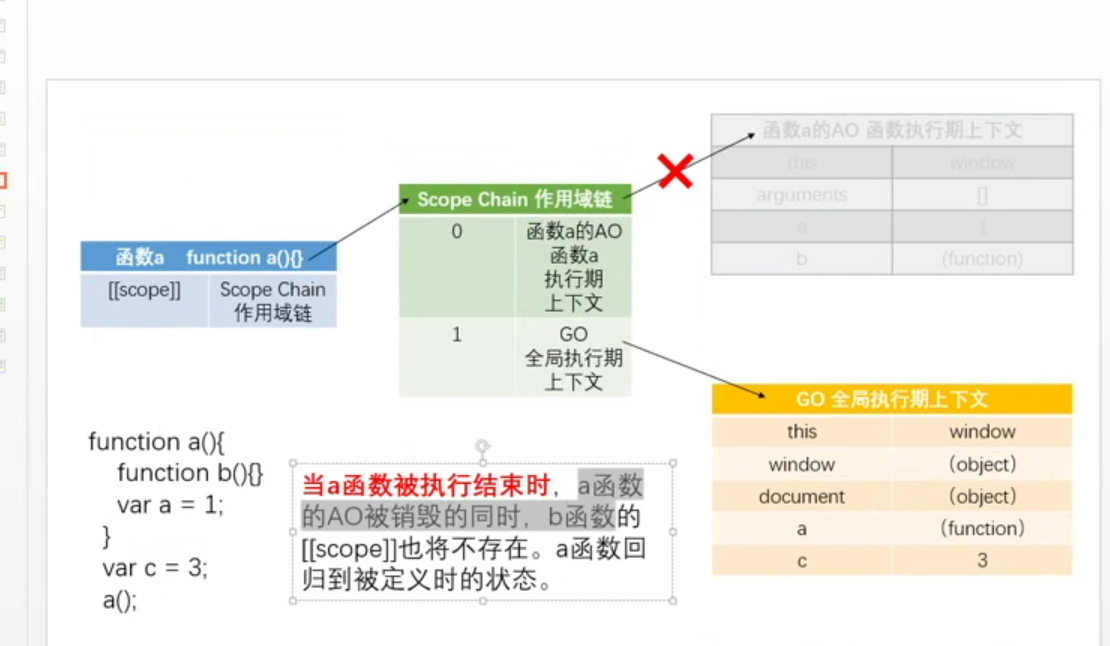 函数a的AO 函数执行期上下文
this window
arguments []
a 1
b (function)
Scope Chain 作用域链
0 函数a的AO
函数a
执行期
上下文
1 GO
全局执行期
上下文
函数a function a(){}
[[scope]] Scope Chain
作用域链
GO 全局执行期上下文
this window
window (object)
document (object)
a (function)
c 3
function a(){
function b(){}
var a = 1;
}
var c = 3;
a();
当a函数被执行结束时，a函数
的AO被销毁的同时，b函数的
[[scope]]也将不存在。a函数回
归到被定义时的状态。